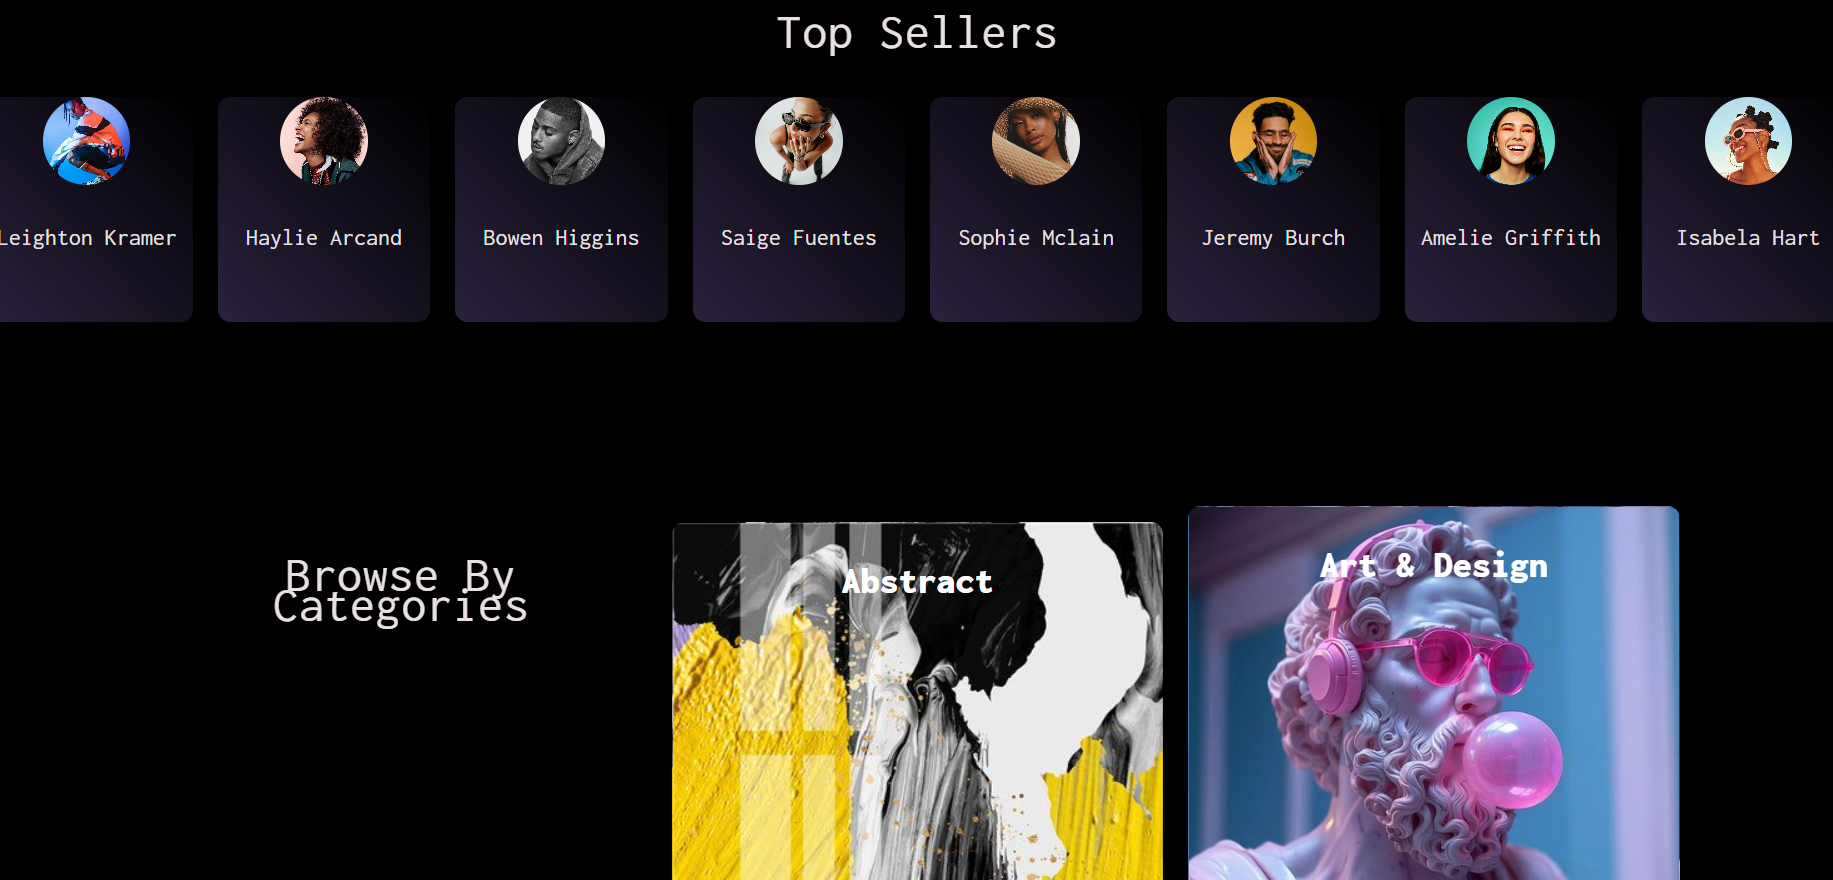 Top Sellers
Leighton Kramer
Haylie Arcand
Bowen Higgins
Saige Fuentes
Sophie Mclain
Jeremy Burch
Amelie Griffith
Isabela Hart
Browse By
Categories
Abstract
Art & Design